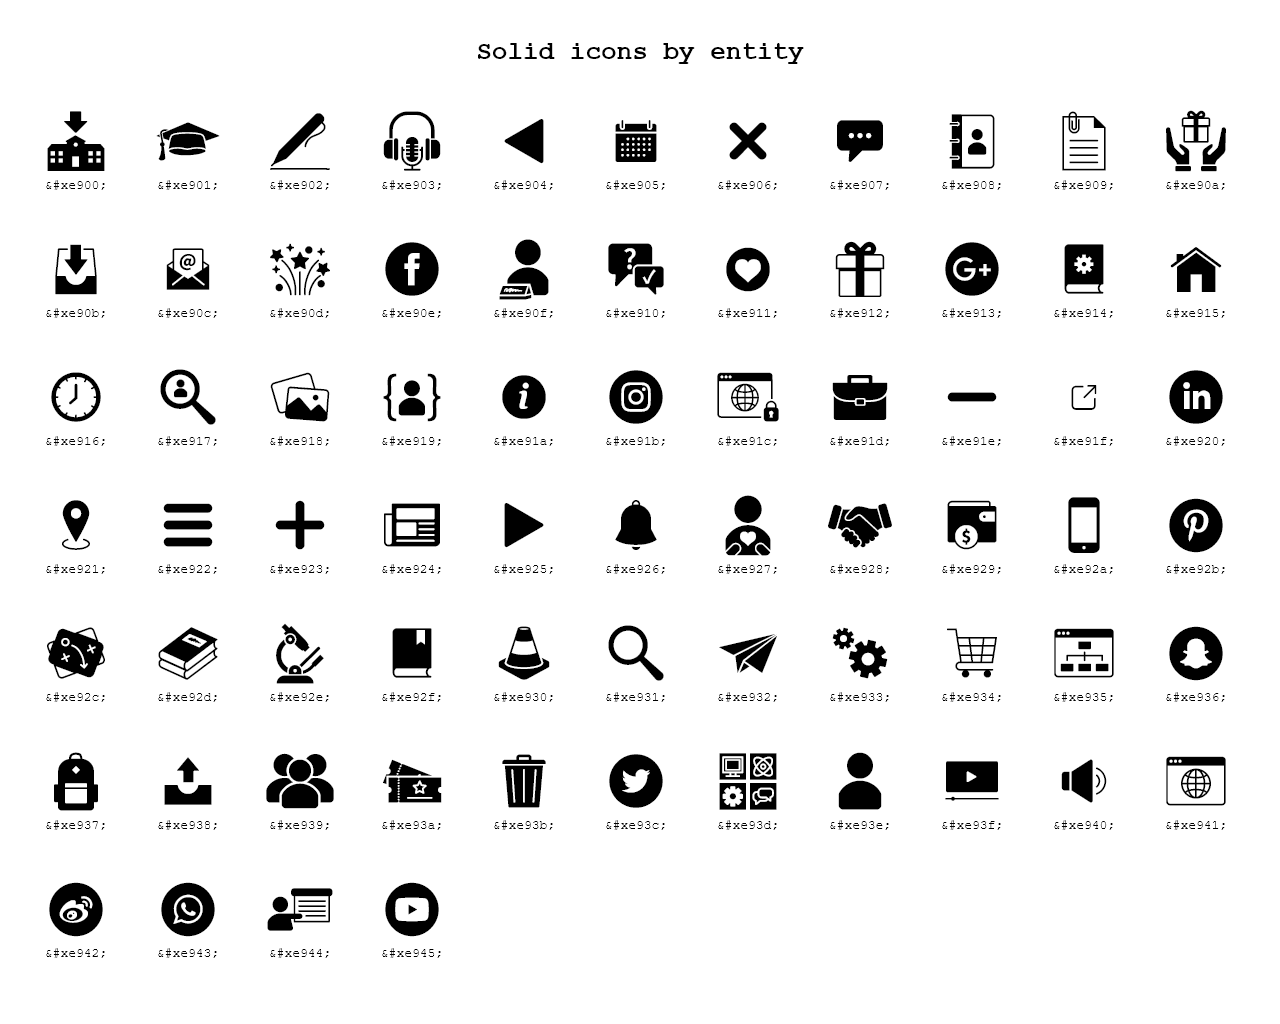 Solid icons by entity
&#xe900; &#xe901; &#xe902; &#xe903; &#xe904; &#xe905; &#xe906; &#xe907; &#xe908; &#xe909; &#xe90a;
@ ?
&#xe90b; &#xe90c; &#xe90d; &#xe90e; &#xe90f; &#xe910; &#xe911; &#xe912; &#xe913; &#xe914; &#xe915;
&#xe916; &#xe917; &#xe918; &#xe919; &#xe91a; &#xe91b; &#xe91c; &#xe91d; &#xe91e; &#xe91f; &#xe920;
&#xe921; &#xe922; &#xe923; &#xe924; &#xe925; &#xe926; &#xe927; &#xe928; &#xe929; &#xe92a; &#xe92b;
&#xe92c; &#xe92d; &#xe92e; &#xe92f; &#xe930; &#xe931; &#xe932; &#xe933; &#xe934; &#xe935; &#xe936;
&#xe937; &#xe938; &#xe939; &#xe93a; &#xe93b; &#xe93c; &#xe93d; &#xe93e; &#xe93f; &#xe940; &#xe941;
&#xe942; &#xe943; &#xe944; &#xe945;